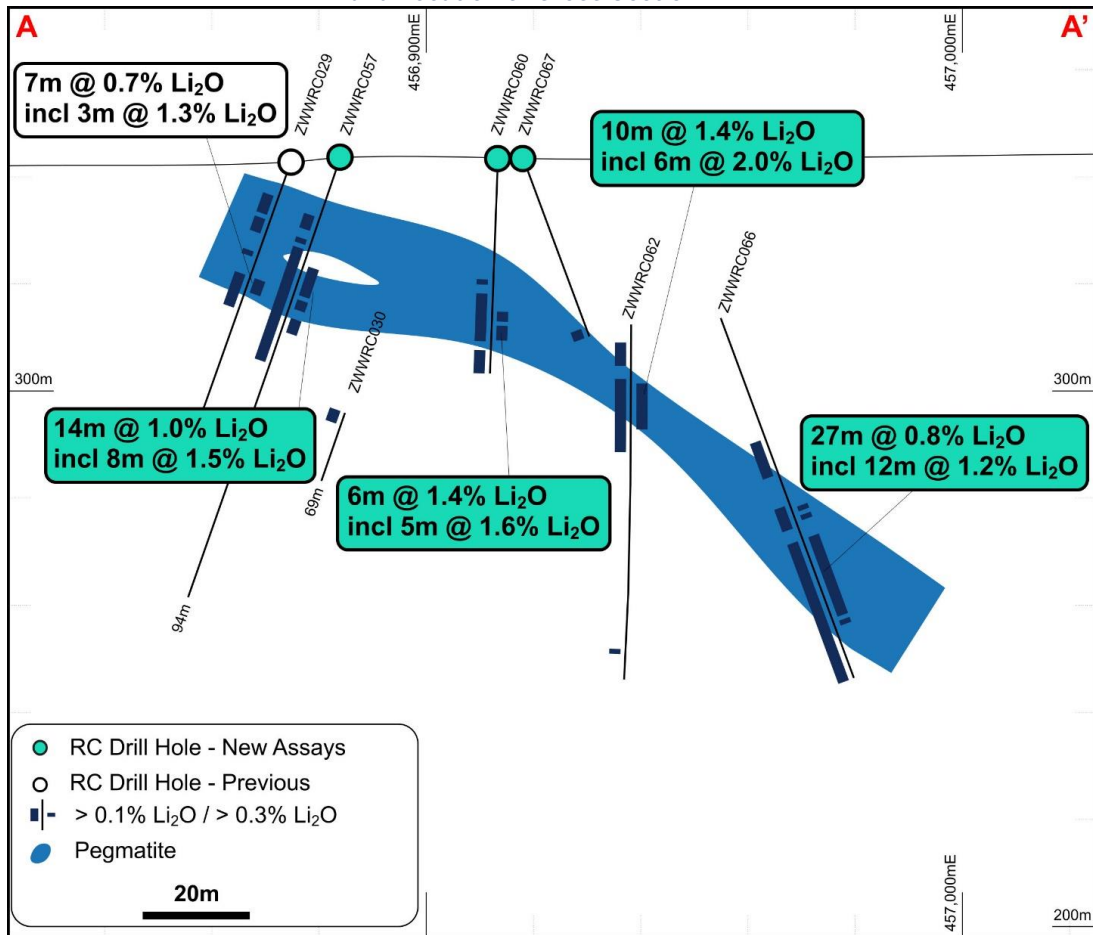 A
A’
456,900mE
457,000mE
ZWWRC029
ZWWRC057
ZWWRC060
ZWWRC067
7m @ 0.7% Li₂O
incl 3m @ 1.3% Li₂O
10m @ 1.4% Li₂O
incl 6m @ 2.0% Li₂O
ZWWRC062
ZWWRC066
ZWWRC030
300m
300m
14m @ 1.0% Li₂O
incl 8m @ 1.5% Li₂O
27m @ 0.8% Li₂O
incl 12m @ 1.2% Li₂O
69m
6m @ 1.4% Li₂O
incl 5m @ 1.6% Li₂O
94m
RC Drill Hole - New Assays
RC Drill Hole - Previous
> 0.1% Li₂O / > 0.3% Li₂O
Pegmatite
20m
456,900mE
457,000mE
200m